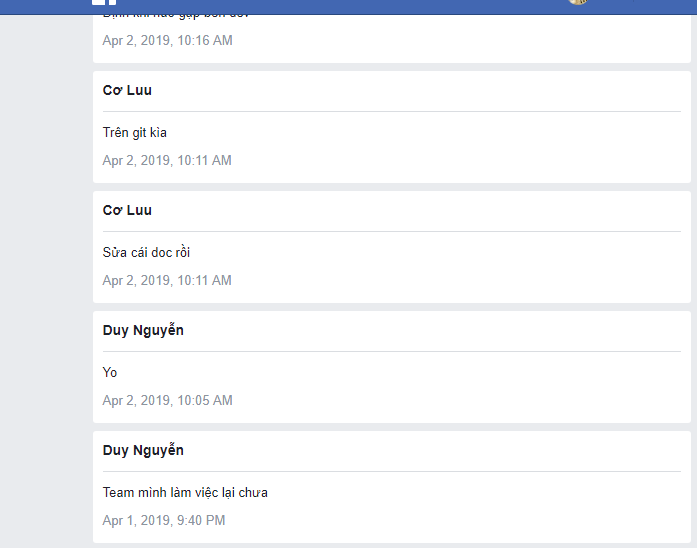 Apr 2, 2019, 10:16 AM
Cơ Luu
Trên git kìa
Apr 2, 2019, 10:11 AM
Cơ Luu
Sửa cái doc rồi
Apr 2, 2019, 10:11 AM
Duy Nguyễn
Yo
Apr 2, 2019, 10:05 AM
Duy Nguyễn
Team mình làm việc lại chưa
Apr 1, 2019, 9:40 PM